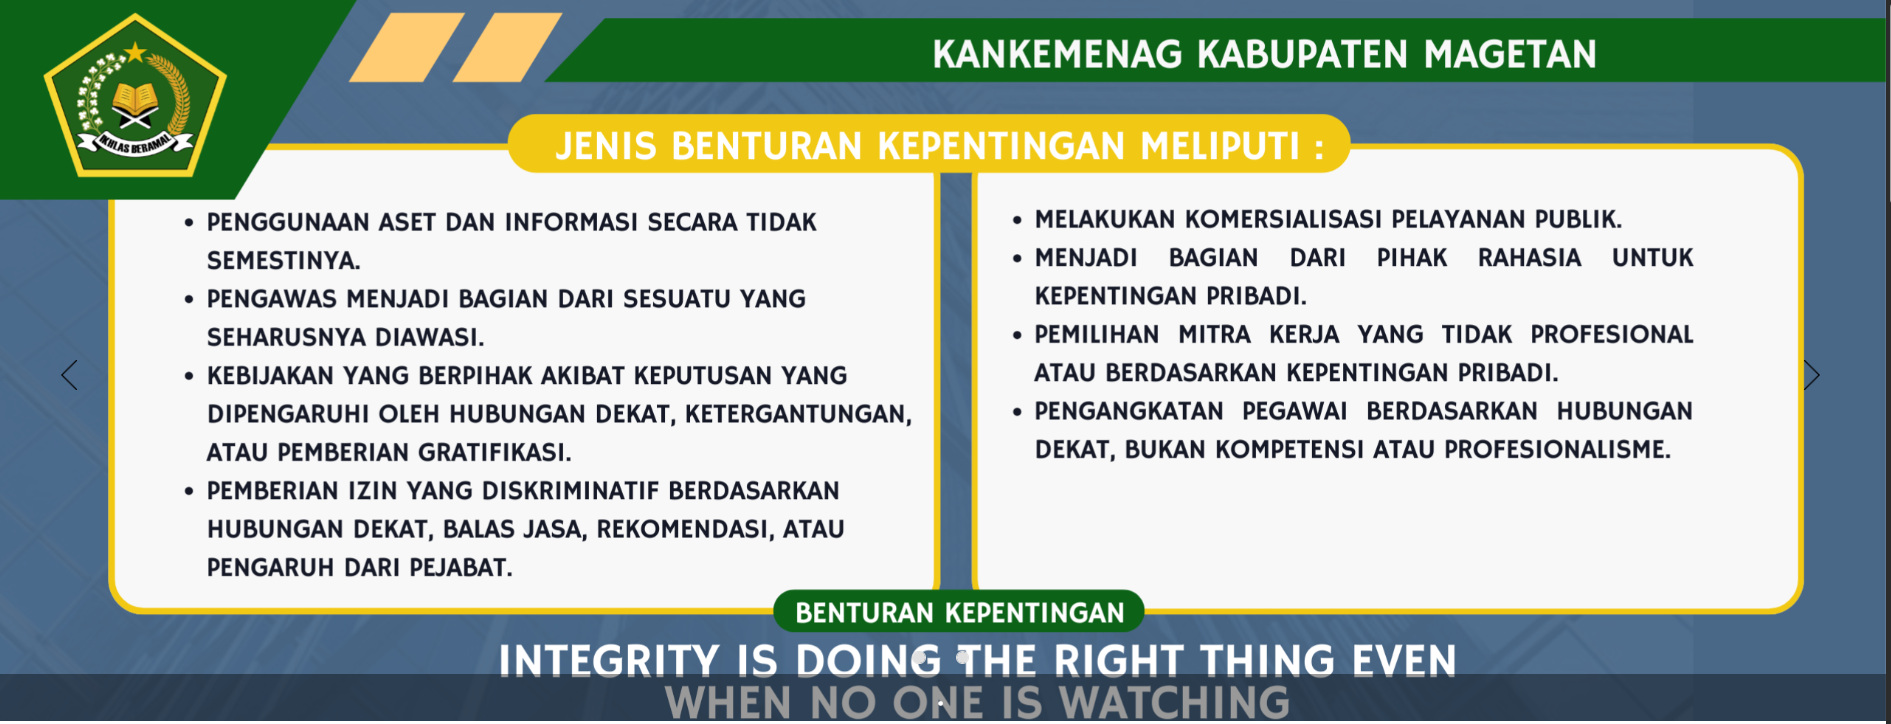 IKHLAS BERAMAL
KANKEMENAG KABUPATEN MAGETAN
JENIS BENTURAN KEPENTINGAN MELIPUTI :
• PENGGUNAAN ASET DAN INFORMASI SECARA TIDAK
SEMESTINYA.
• PENGAWAS MENJADI BAGIAN DARI SESUATU YANG
SEHARUSNYA DIAWASI.
• KEBIJAKAN YANG BERPIHAK AKIBAT KEPUTUSAN YANG
DIPENGARUHI OLEH HUBUNGAN DEKAT, KETERGANTUNGAN,
ATAU PEMBERIAN GRATIFIKASI.
• PEMBERIAN IZIN YANG DISKRIMINATIF BERDASARKAN
HUBUNGAN DEKAT, BALAS JASA, REKOMENDASI, ATAU
PENGARUH DARI PEJABAT.
• MELAKUKAN KOMERSIALISASI PELAYANAN PUBLIK.
• MENJADI BAGIAN DARI PIHAK RAHASIA UNTUK
KEPENTINGAN PRIBADI.
• PEMILIHAN MITRA KERJA YANG TIDAK PROFESIONAL
ATAU BERDASARKAN KEPENTINGAN PRIBADI.
• PENGANGKATAN PEGAWAI BERDASARKAN HUBUNGAN
DEKAT, BUKAN KOMPETENSI ATAU PROFESIONALISME.
BENTURAN KEPENTINGAN
INTEGRITY IS DOING THE RIGHT THING EVEN
WHEN NO ONE IS WATCHING